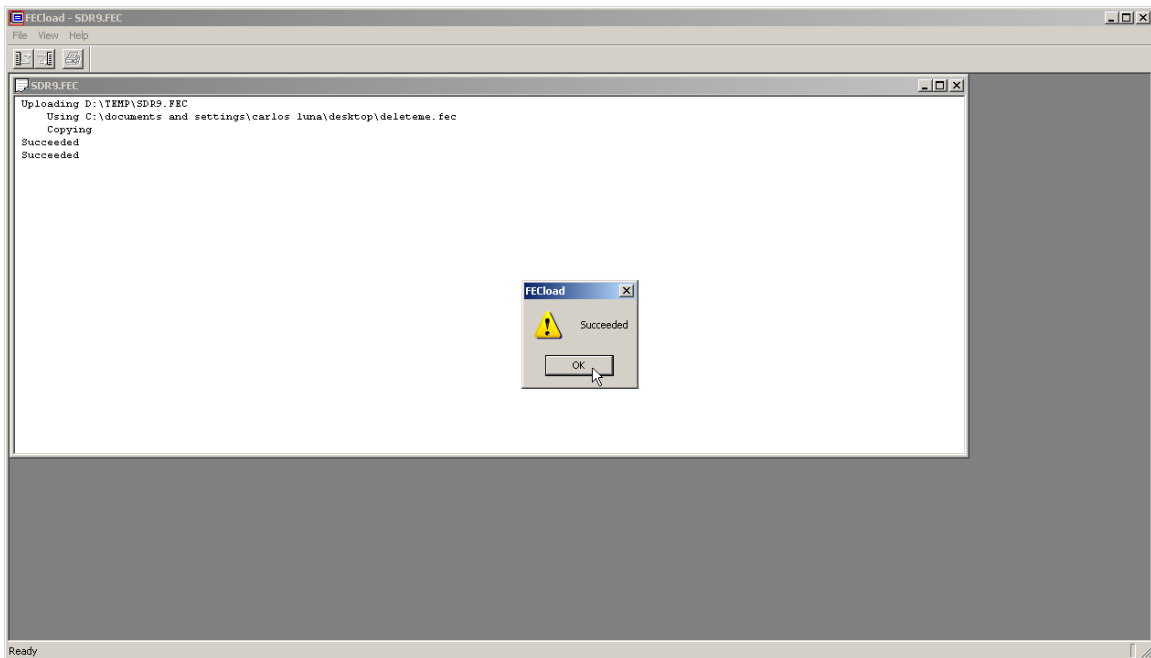 FECload - SDR9.FEC
File View Help
SDR9.FEC
Uploading D:\TEMP\SDR9.FEC
Using C:\documents and settings\carlos luna\desktop\deleteme.fec
Copying
Succeeded
Succeeded
FECload
Succeeded
OK
Ready